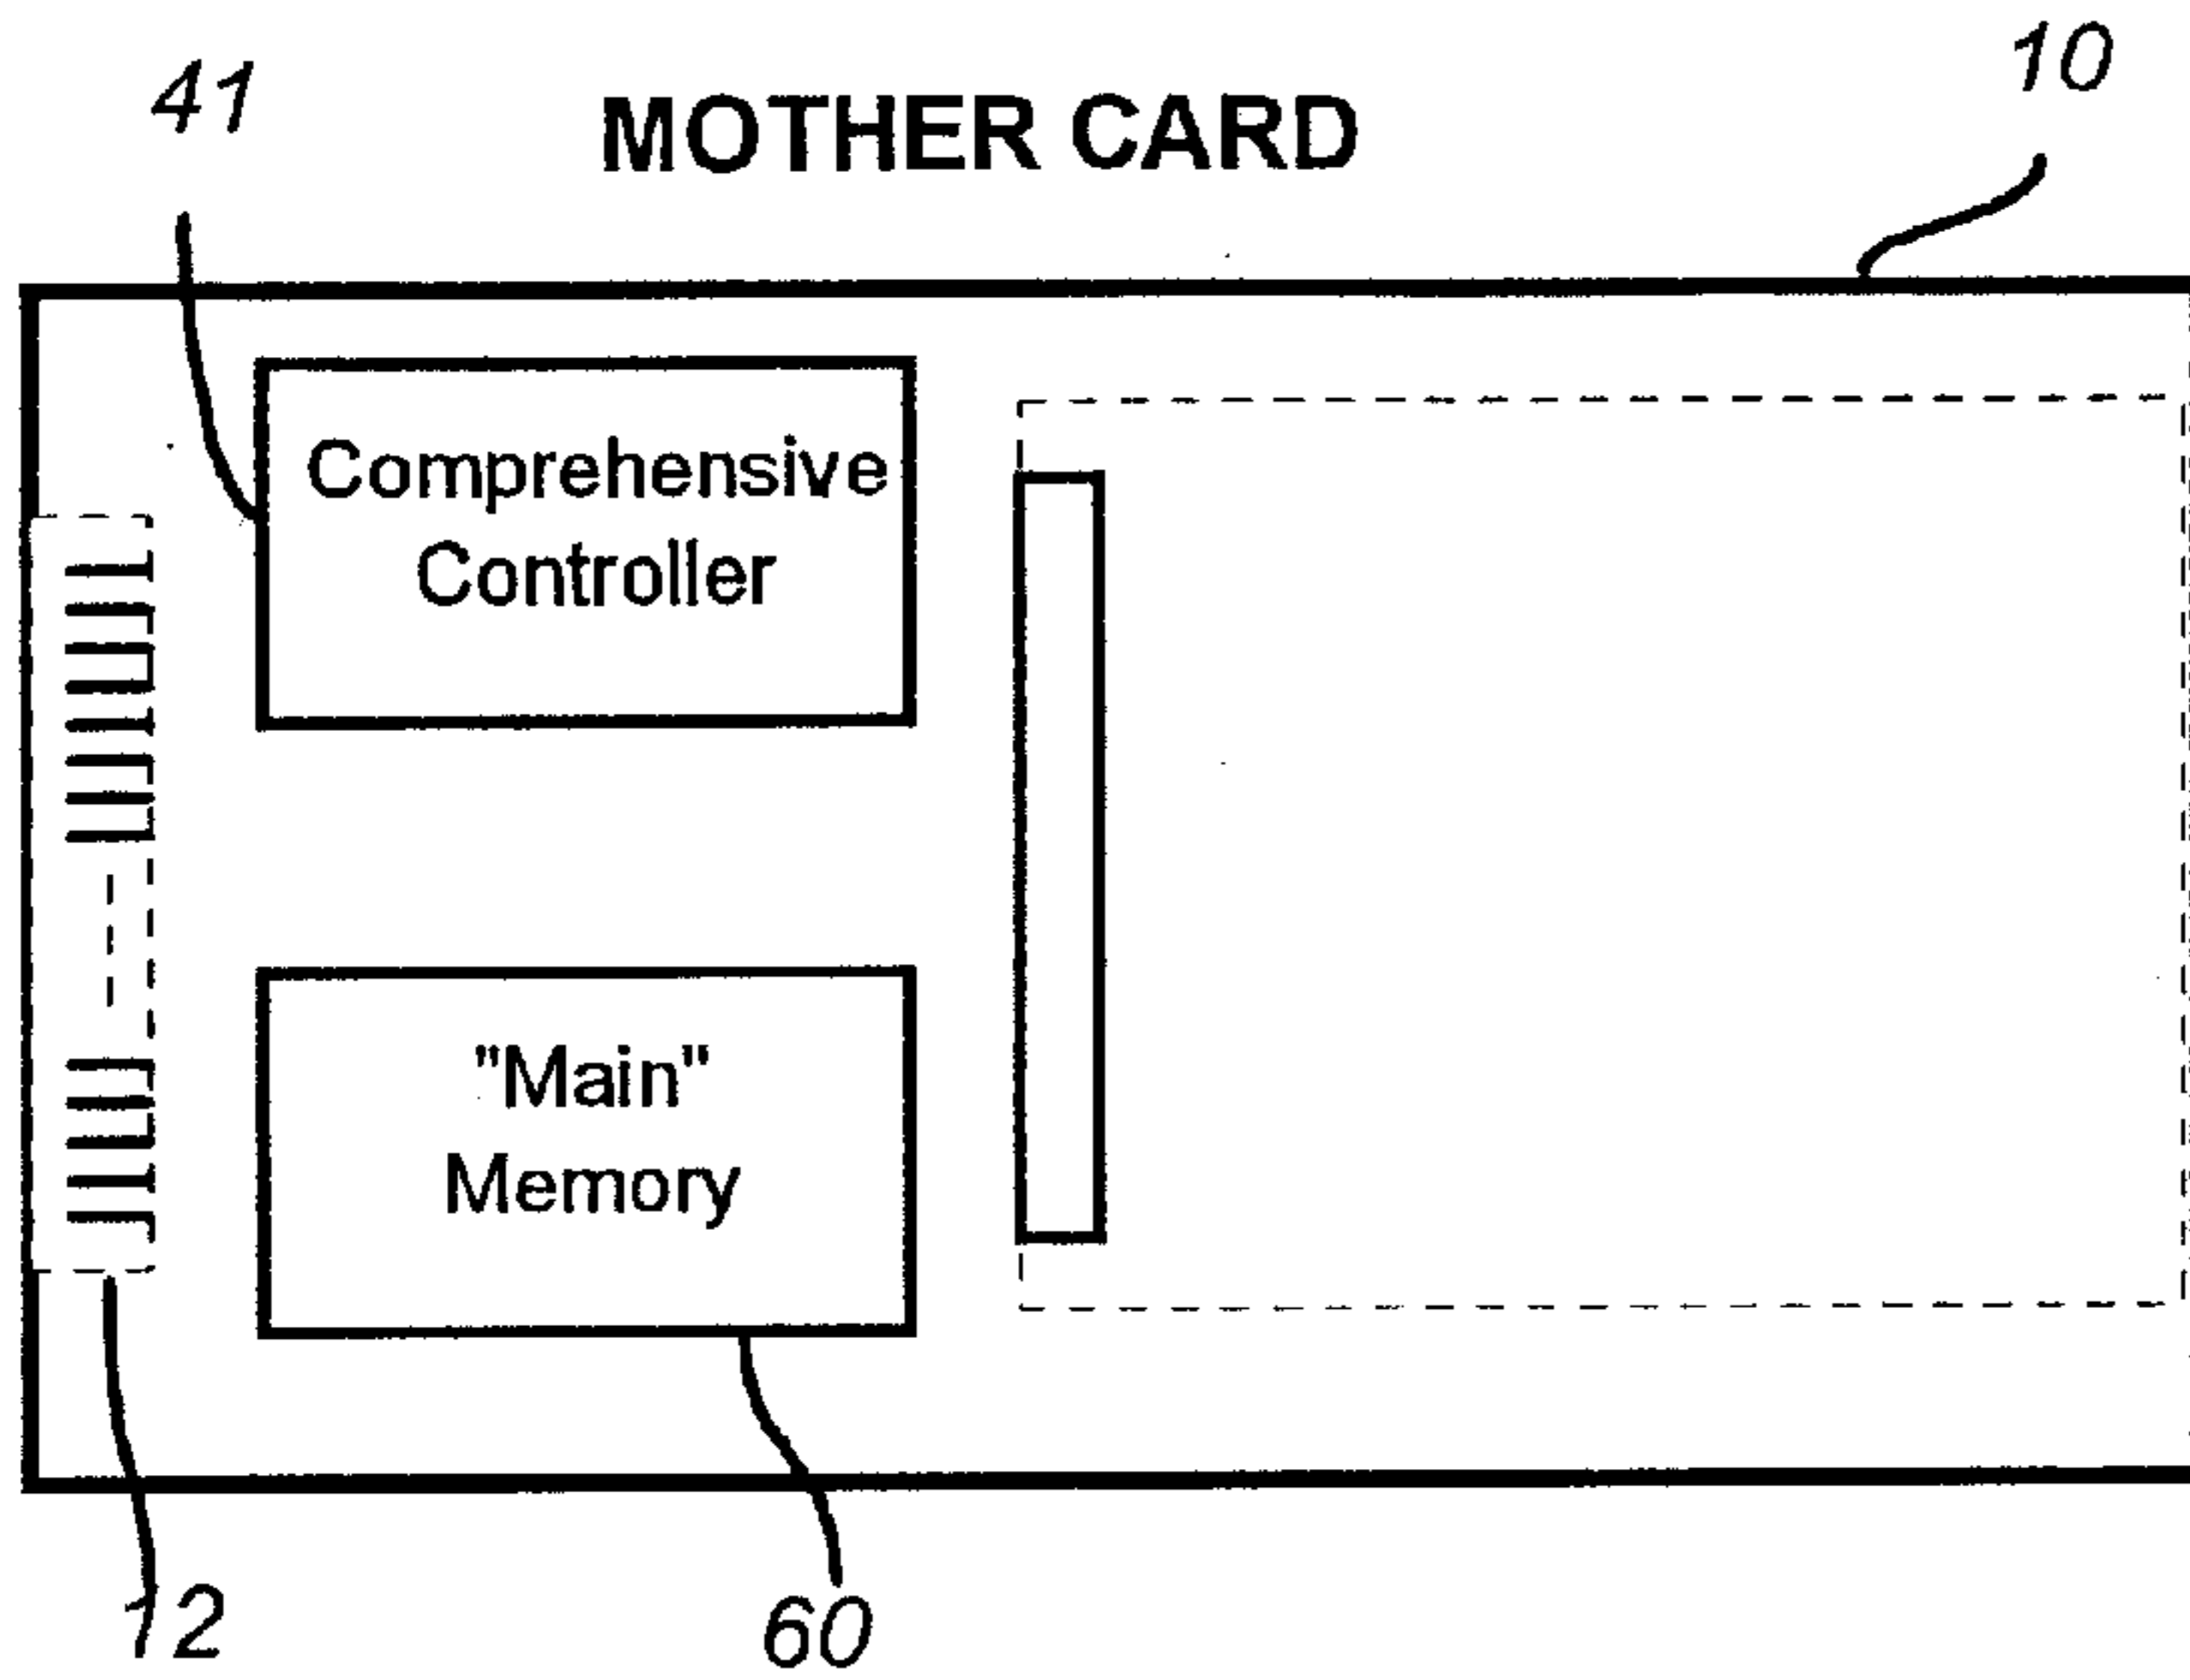 41
MOTHER CARD
10
Comprehensive
Controller
"Main"
Memory
12
60